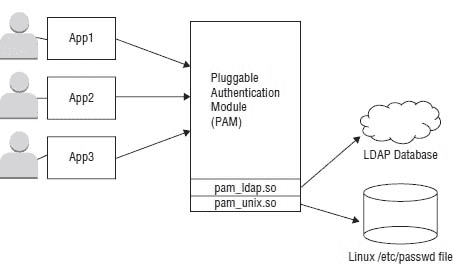 App1
App2
App3
Pluggable
Authentication
Module
(PAM)
pam_ldap.so
pam_unix.so
LDAP Database
Linux /etc/passwd file